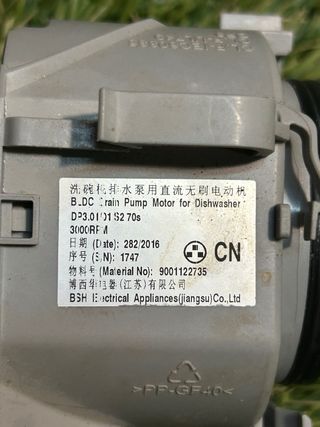 洗碗机排水泵用直流无刷电动机
BLDC Drain Pump Motor for Dishwasher
DP3.01 01 S2 70s
3000RPM
日期 (Date): 282/2016
序号 (S/N): 1747
CN
物料号(Material No): 9001122735
博西华电器(江苏)有限公司
BSH Electrical Appliances(jiangsu)Co.,Ltd
>PP-GF40<